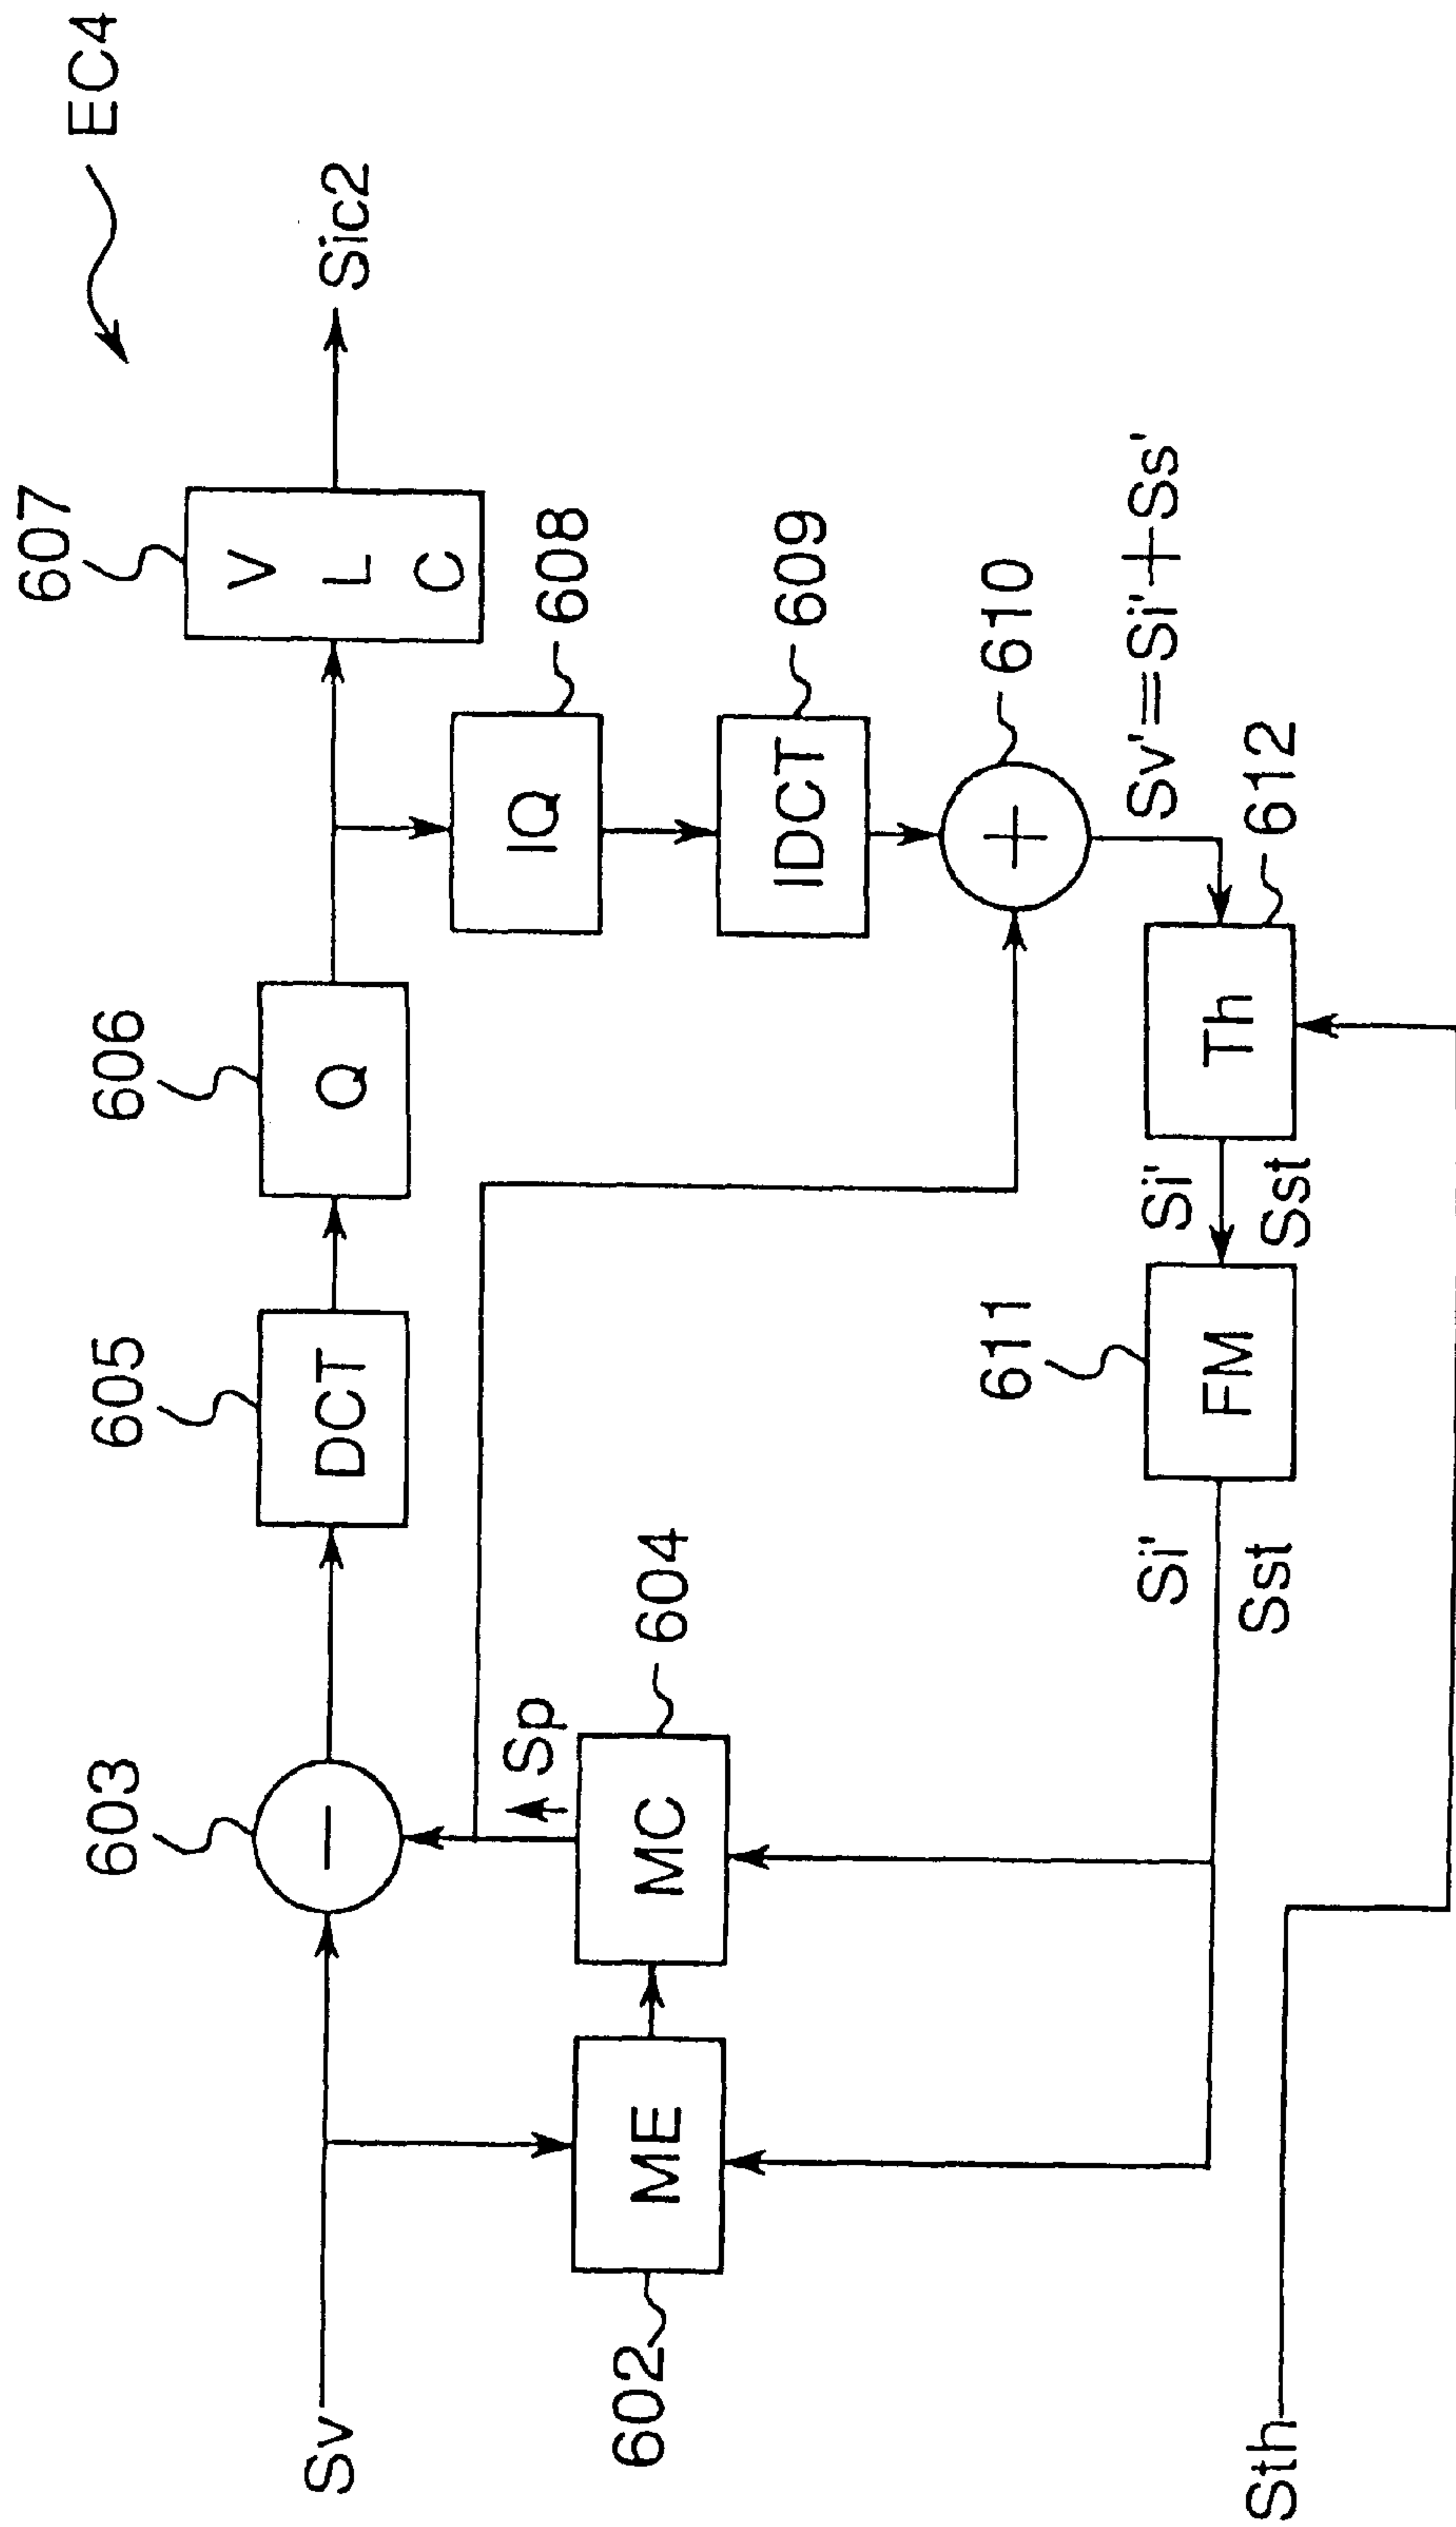 EC4
607
V
L
C
Sic2
606
Q
608
IQ
605
DCT
609
IDCT
603
−
610
+
Sv'=Si'+Ss'
Sp
604
MC
612
Th
Si'
Sst
611
FM
Si'
Sst
Sv
602
ME
Sth